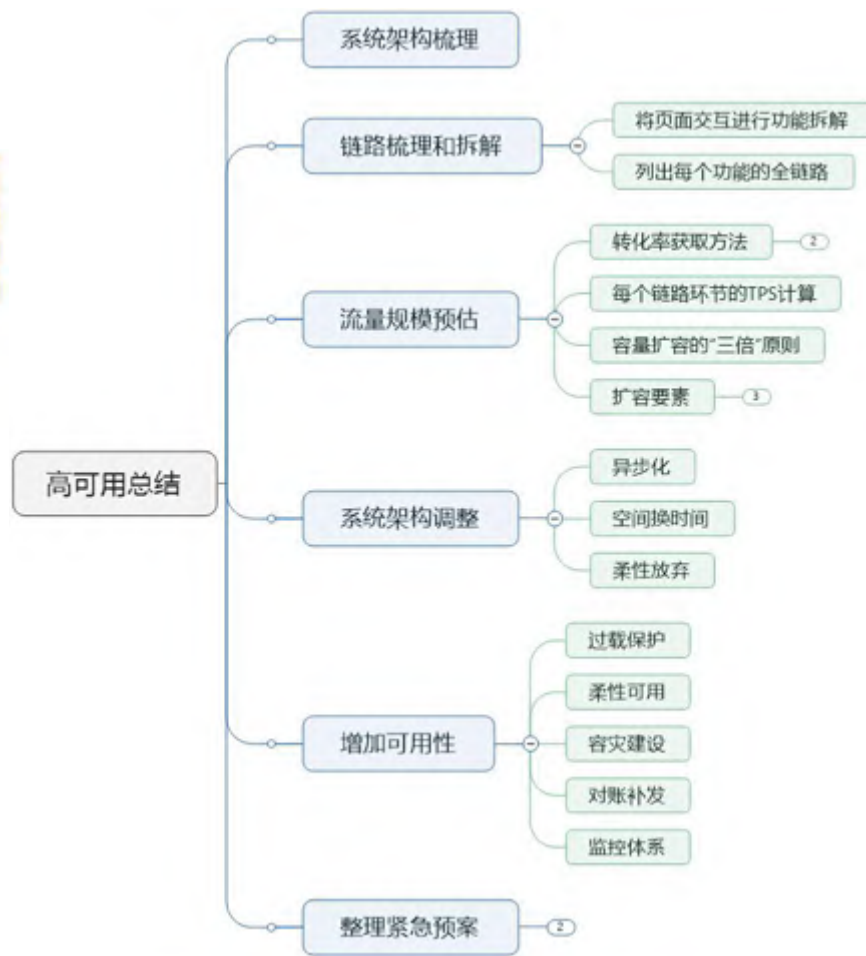 高可用总结
系统架构梳理
链路梳理和拆解
将页面交互进行功能拆解
列出每个功能的全链路
流量规模预估
转化率获取方法
2
每个链路环节的TPS计算
容量扩容的“三倍”原则
扩容要素
3
系统架构调整
异步化
空间换时间
柔性放弃
增加可用性
过载保护
柔性可用
容灾建设
对账补发
监控体系
整理紧急预案
2